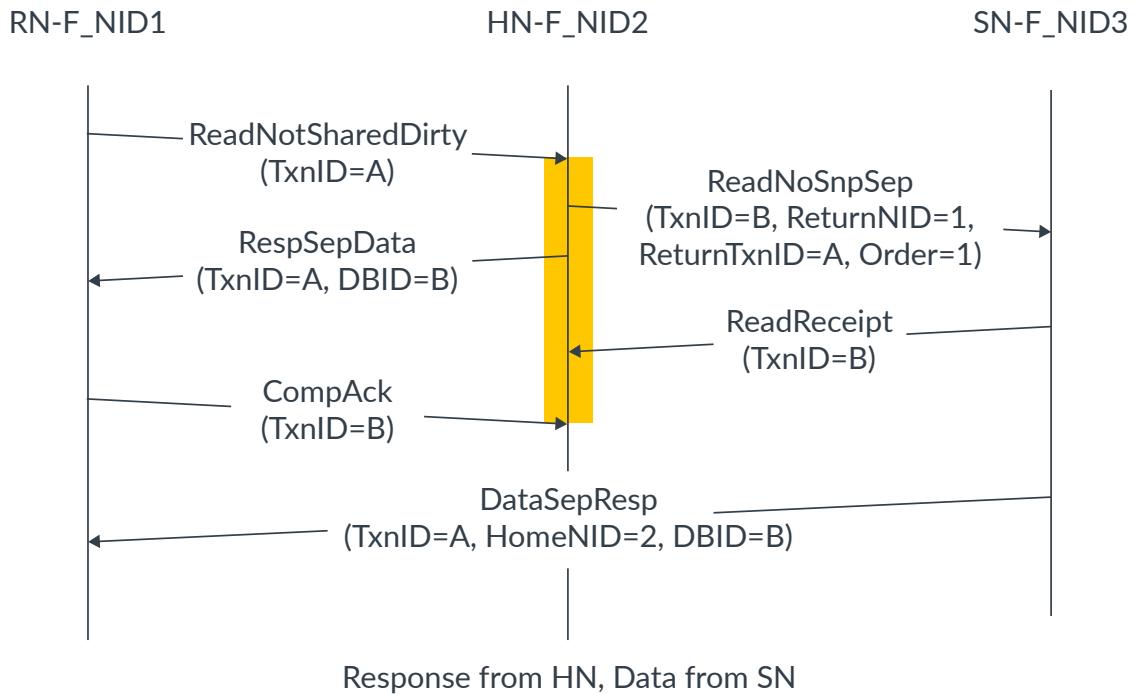 RN-F_NID1
HN-F_NID2
SN-F_NID3
ReadNotSharedDirty
(TxnID=A)
ReadNoSnpSep
(TxnID=B, ReturnNID=1,
ReturnTxnID=A, Order=1)
RespSepData
(TxnID=A, DBID=B)
ReadReceipt
(TxnID=B)
CompAck
(TxnID=B)
DataSepResp
(TxnID=A, HomeNID=2, DBID=B)
Response from HN, Data from SN